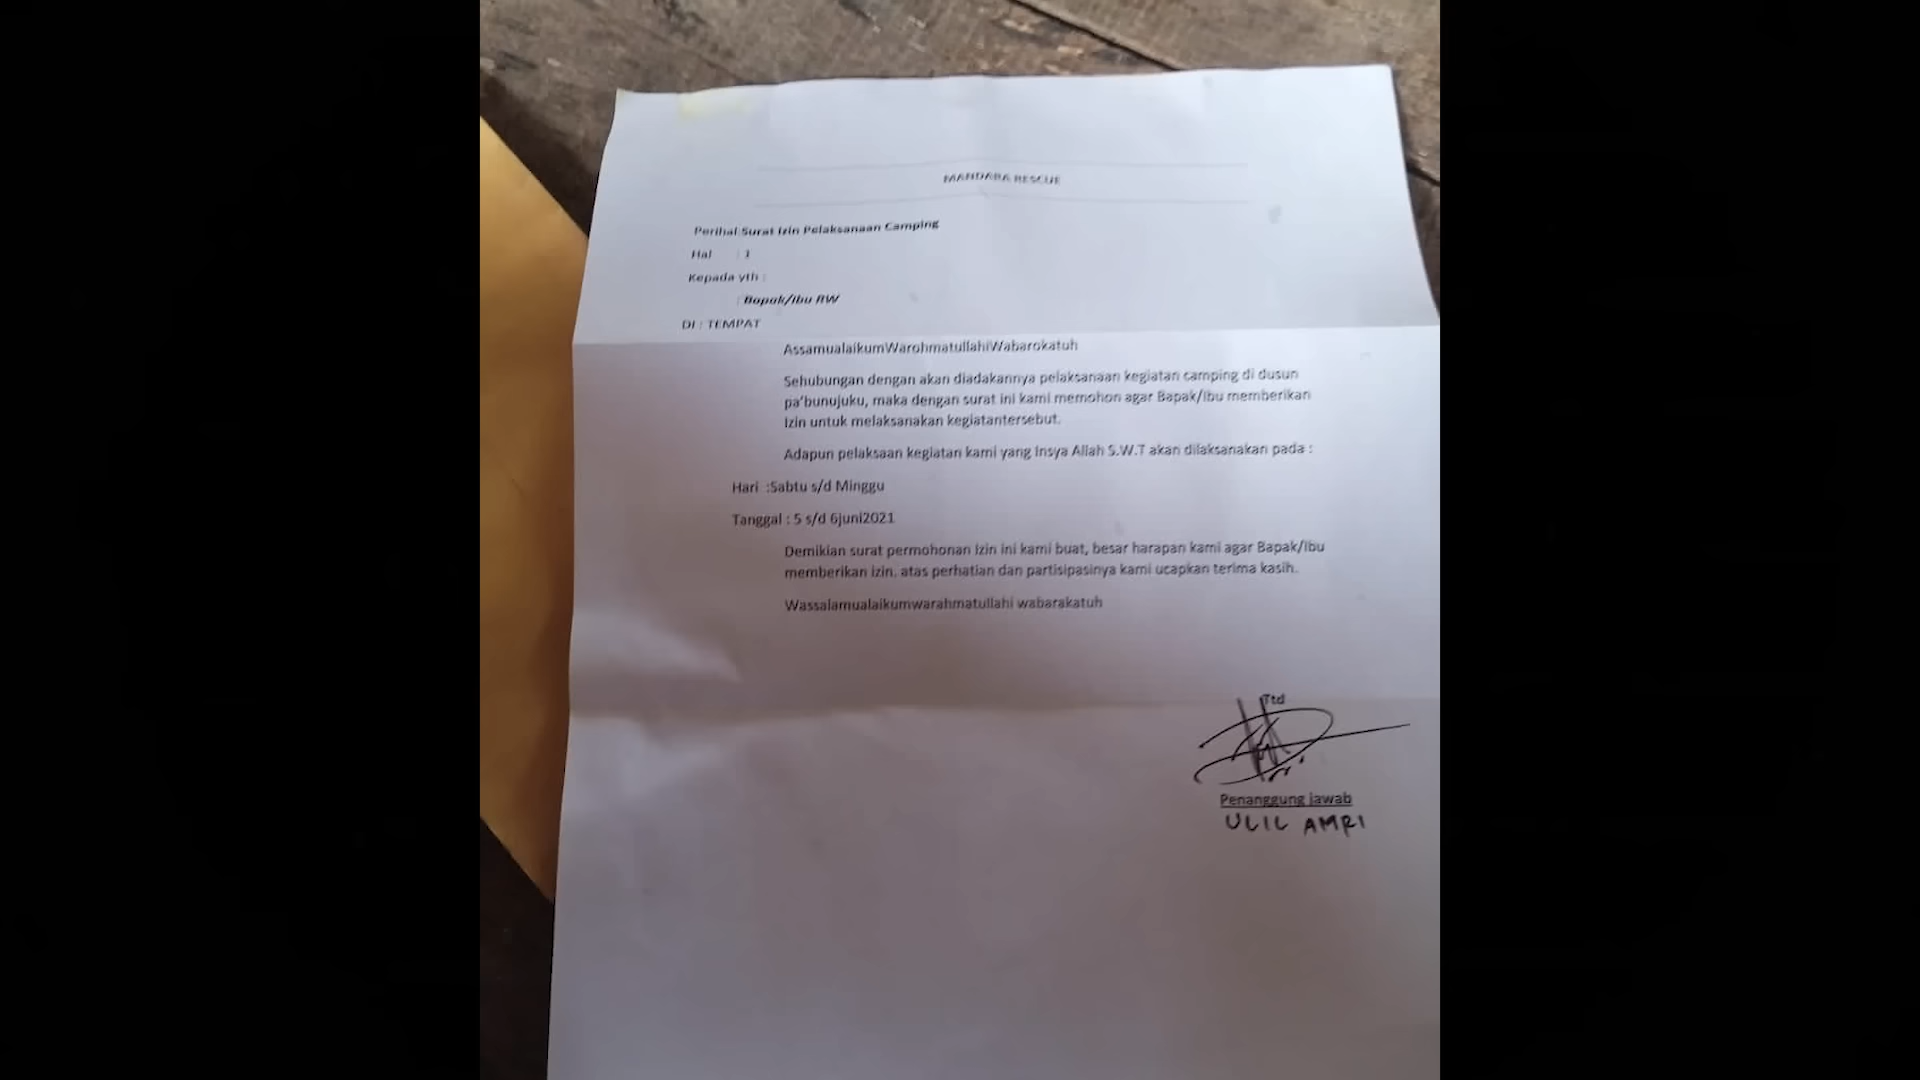 MANDARA RESCUE
Perihal Surat Izin Pelaksanaan Camping
Hal : 1
Kepada yth :
: Bapak/Ibu RW
DI : TEMPAT
AssamualaikumWarohmatullahiWabarokatuh
Sehubungan dengan akan diadakannya pelaksanaan kegiatan camping di dusun
pa'bunujuku, maka dengan surat ini kami memohon agar Bapak/Ibu memberikan
Izin untuk melaksanakan kegiatantersebut.
Adapun pelaksaan kegiatan kami yang Insya Allah S.W.T akan dilaksanakan pada :
Hari :Sabtu s/d Minggu
Tanggal : 5 s/d 6juni2021
Demikian surat permohonan Izin ini kami buat, besar harapan kami agar Bapak/Ibu
memberikan izin. atas perhatian dan partisipasinya kami ucapkan terima kasih.
Wassalamualaikumwarahmatullahi wabarakatuh
Ttd
Penanggung jawab
ULIL AMRI